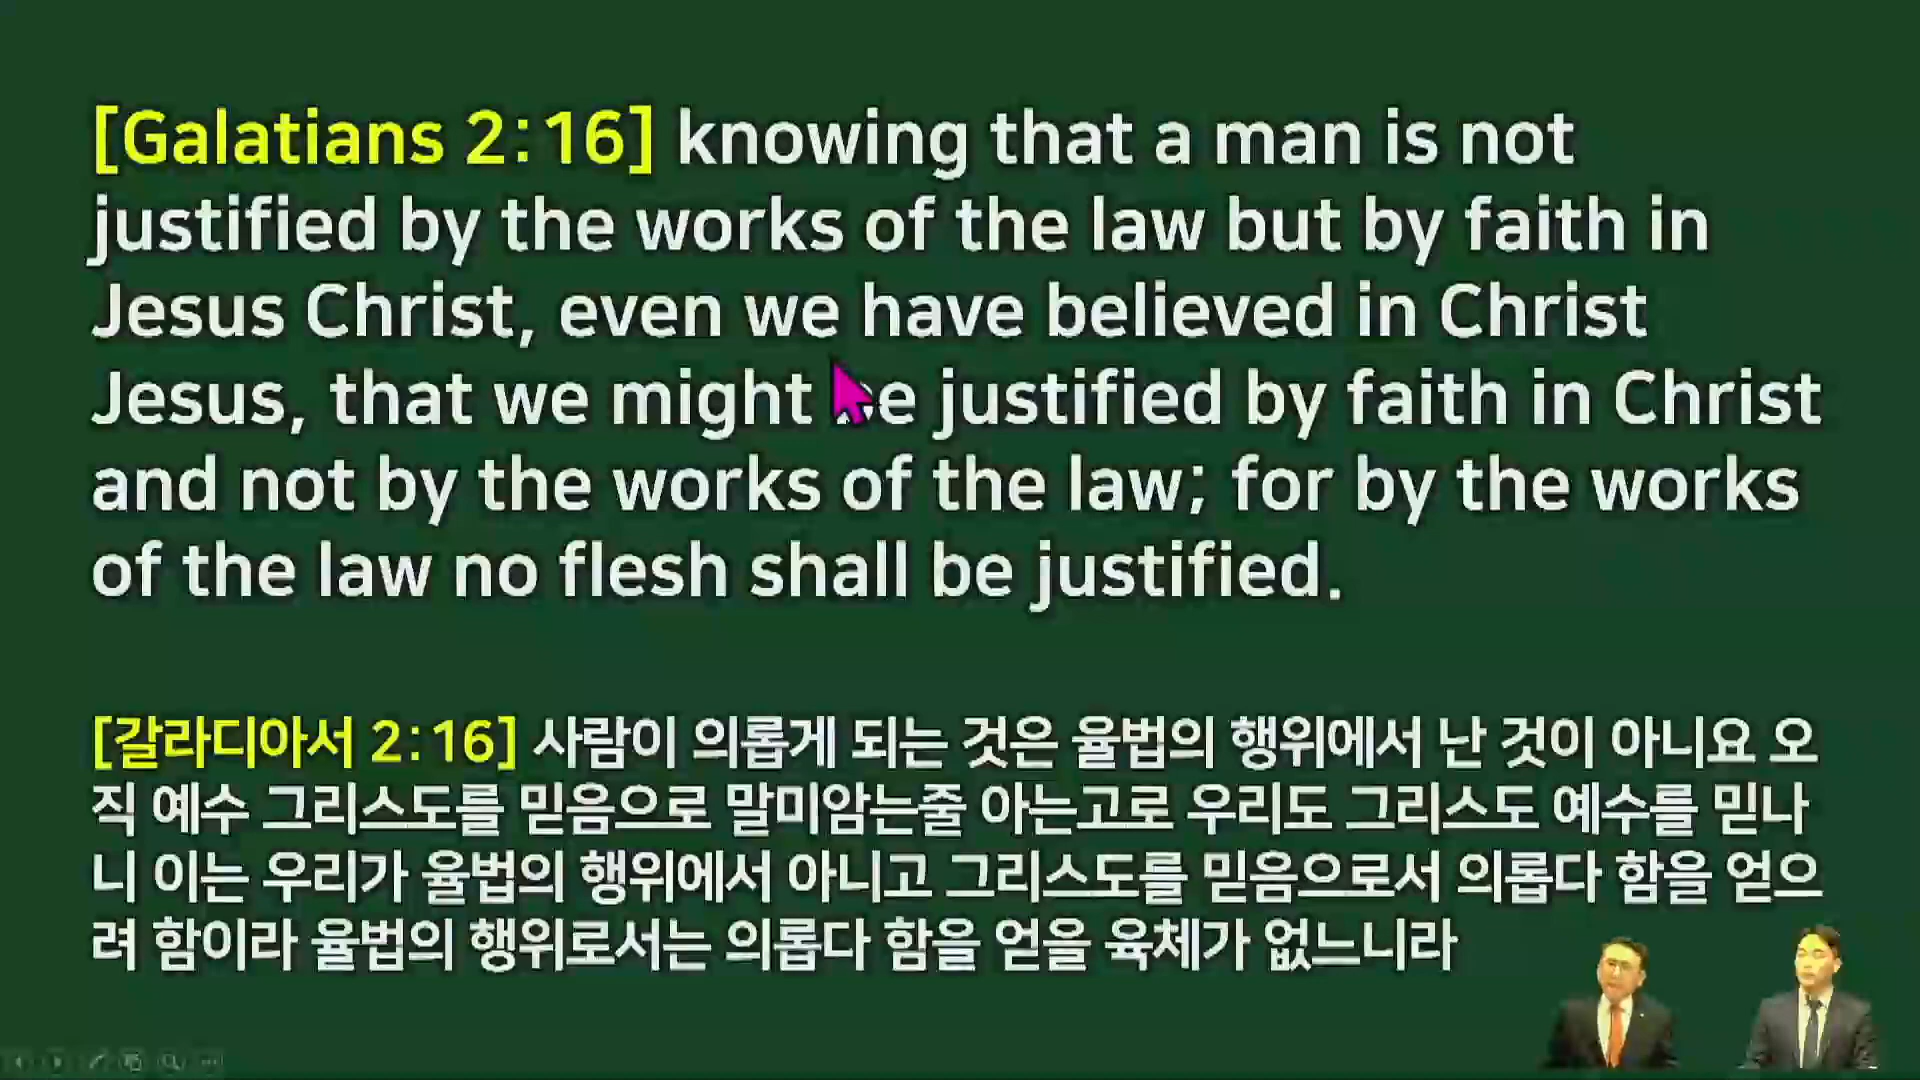 [Galatians 2:16] knowing that a man is not
justified by the works of the law but by faith in
Jesus Christ, even we have believed in Christ
Jesus, that we might be justified by faith in Christ
and not by the works of the law; for by the works
of the law no flesh shall be justified.
[갈라디아서 2:16] 사람이 의롭게 되는 것은 율법의 행위에서 난 것이 아니요 오
직 예수 그리스도를 믿음으로 말미암는줄 아는고로 우리도 그리스도 예수를 믿나
니 이는 우리가 율법의 행위에서 아니고 그리스도를 믿음으로서 의롭다 함을 얻으
려 함이라 율법의 행위로서는 의롭다 함을 얻을 육체가 없느니라